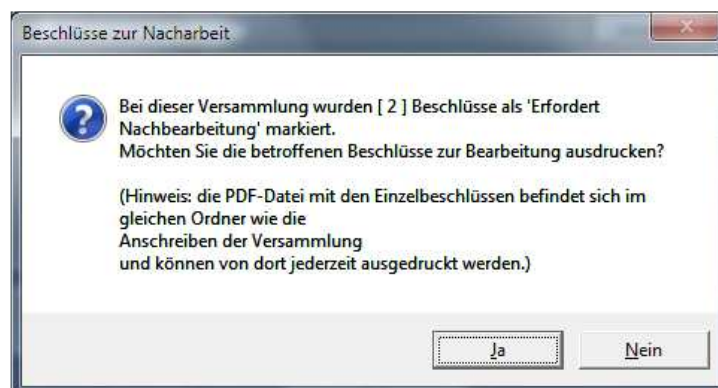 Beschlüsse zur Nacharbeit
Bei dieser Versammlung wurden [ 2 ] Beschlüsse als 'Erfordert
Nachbearbeitung' markiert.
Möchten Sie die betroffenen Beschlüsse zur Bearbeitung ausdrucken?
(Hinweis: die PDF-Datei mit den Einzelbeschlüssen befindet sich im
gleichen Ordner wie die
Anschreiben der Versammlung
und können von dort jederzeit ausgedruckt werden.)
Ja
Nein